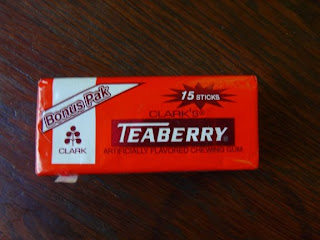 Bonus Pak
15 STICKS
CLARK'S®
TEABERRY
CLARK
ARTIFICIALLY FLAVORED CHEWING GUM